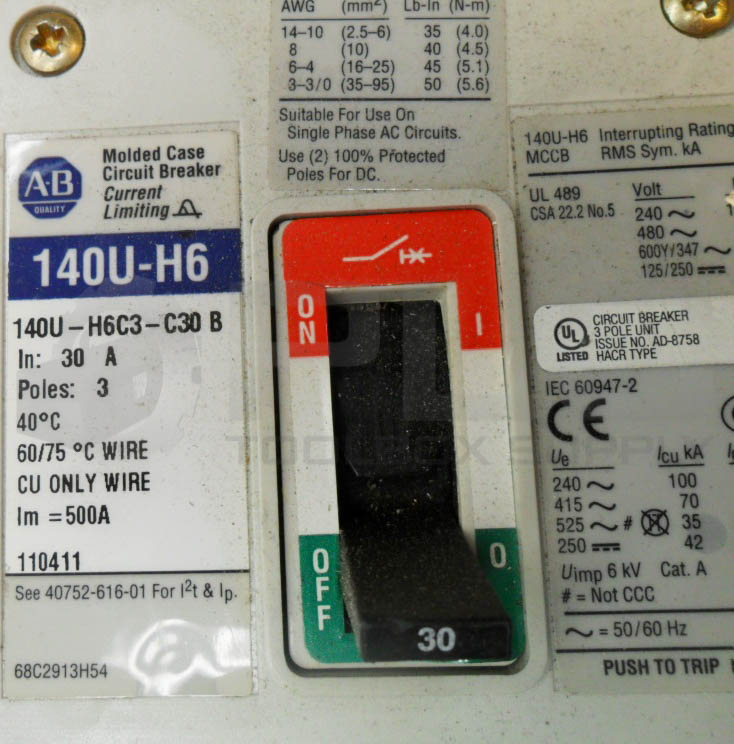 AWG (mm²) Lb-In (N-m)
14-10 (2.5-6) 35 (4.0)
8 (10) 40 (4.5)
6-4 (16-25) 45 (5.1)
3-3/0 (35-95) 50 (5.6)
Suitable For Use On
Single Phase AC Circuits.
Use (2) 100% Protected
Poles For DC.
A-B
QUALITY
Molded Case
Circuit Breaker
Current
Limiting
140U-H6
140U-H6C3-C30 B
In: 30 A
Poles: 3
40°C
60/75 °C WIRE
CU ONLY WIRE
Im =500A
110411
See 40752-616-01 For I²t & Ip.
68C2913H54
ON
I
OFF
O
30
140U-H6 Interrupting Rating
MCCB RMS Sym. kA
UL 489 Volt
CSA 22.2 No.5 240 ~
480 ~
600Y/347 ~
125/250 ⎓
UL
LISTED
CIRCUIT BREAKER
3 POLE UNIT
ISSUE NO. AD-8758
HACR TYPE
IEC 60947-2
CE
Ue Icu kA
240 ~ 100
415 ~ 70
525 ~ # 35
250 ⎓ 42
Uimp 6 kV Cat. A
# = Not CCC
~ = 50/60 Hz
PUSH TO TRIP
TOOLBOX SUPPLY